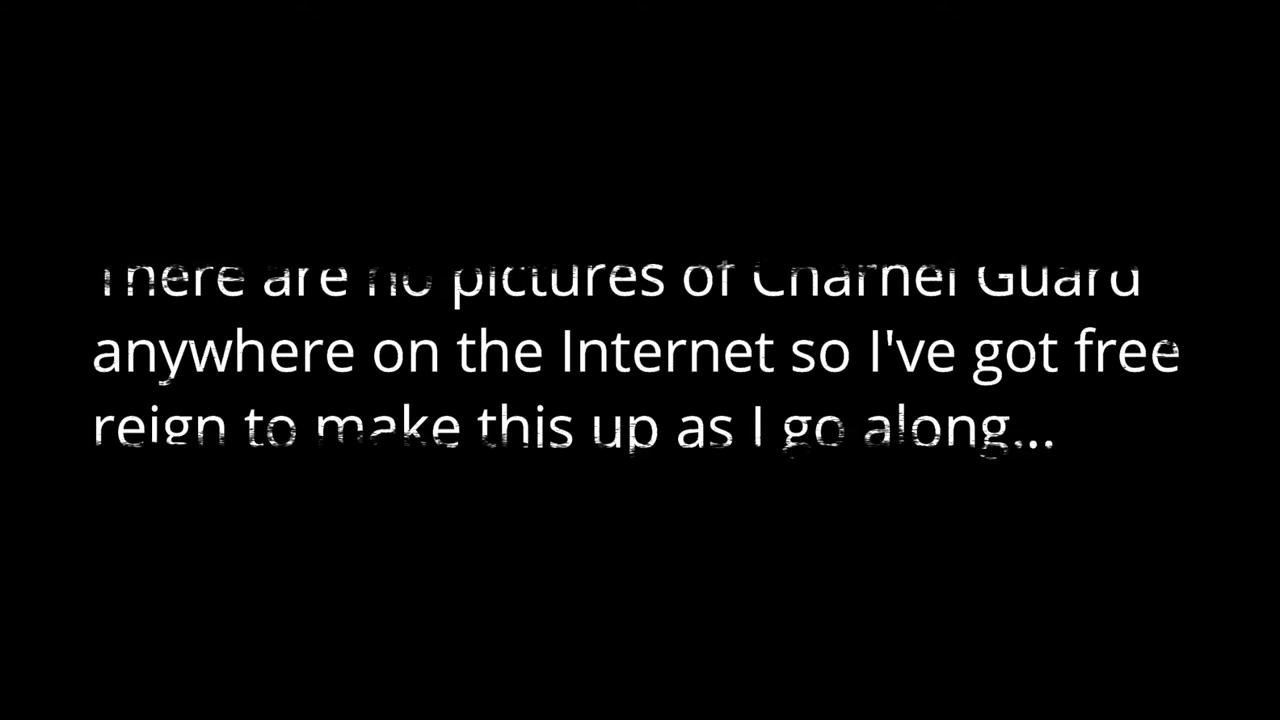 There are no pictures of Charnel Guard
anywhere on the Internet so I've got free
reign to make this up as I go along...